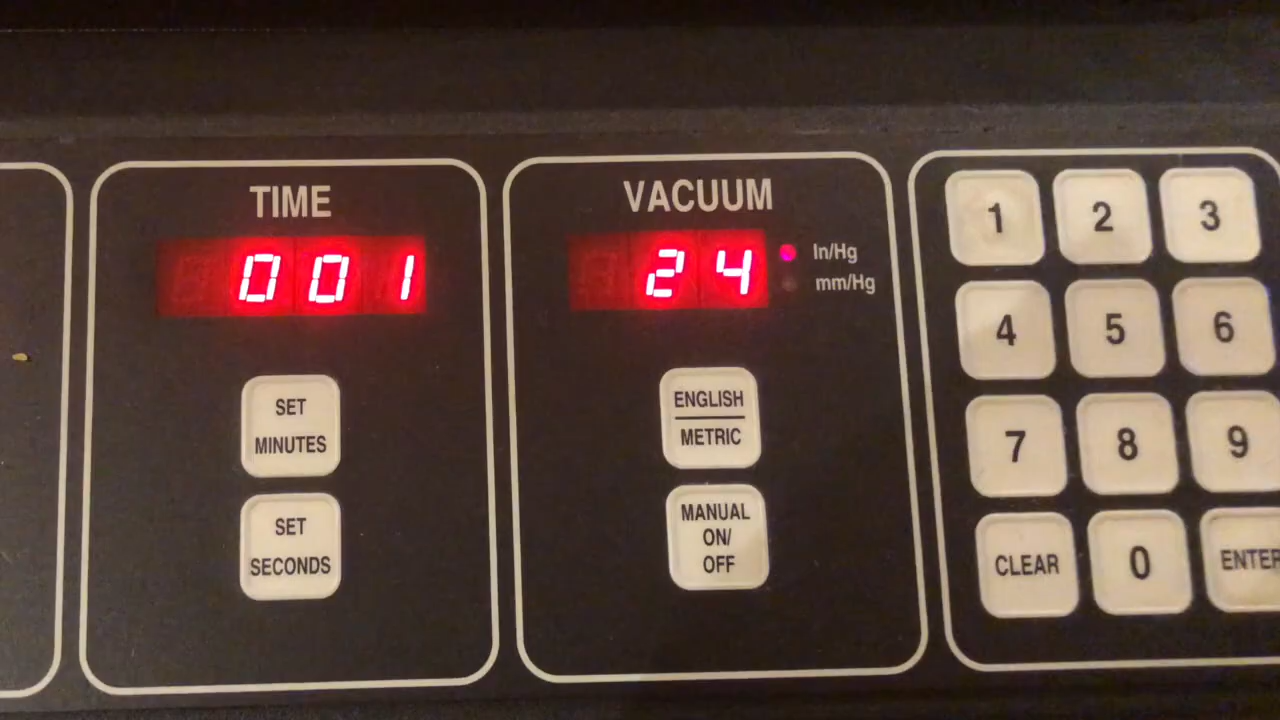 TIME
001
SET
MINUTES
SET
SECONDS
VACUUM
24
In/Hg
mm/Hg
ENGLISH
METRIC
MANUAL
ON/
OFF
1 2 3
4 5 6
7 8 9
CLEAR 0 ENTER